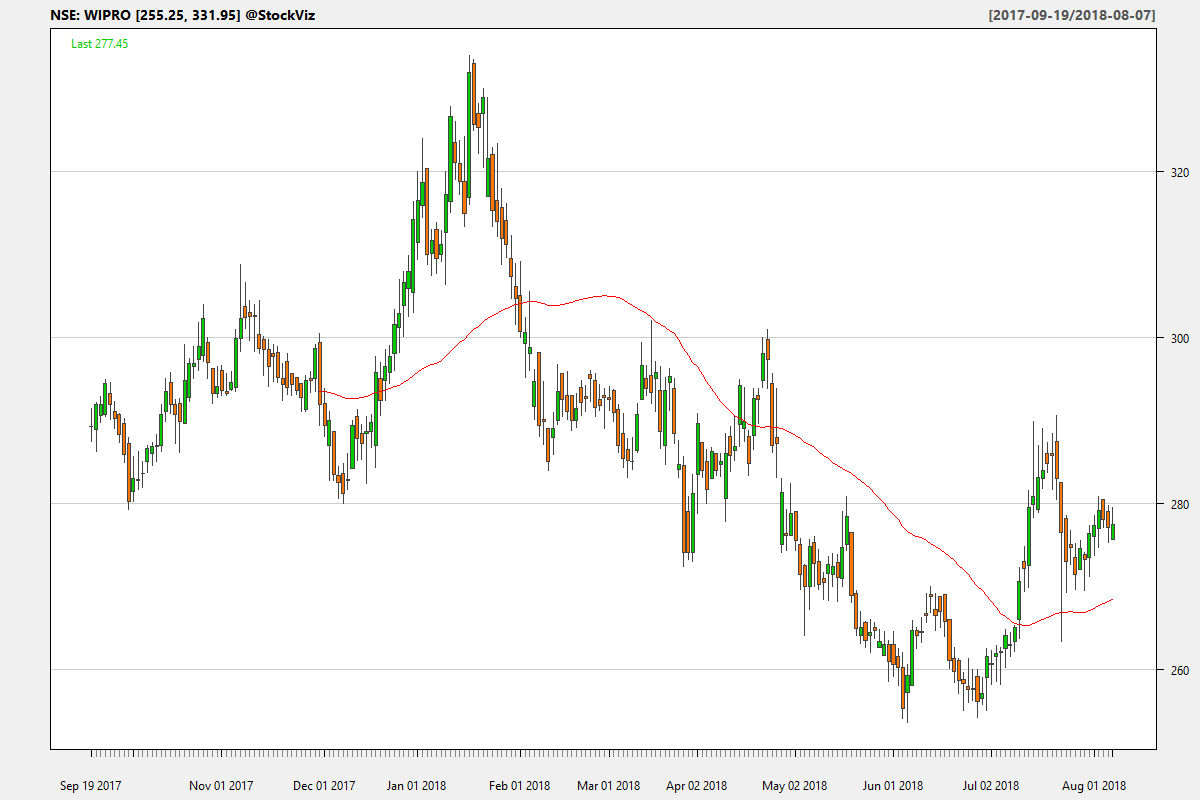 NSE: WIPRO [255.25, 331.95] @StockViz
[2017-09-19/2018-08-07]
Last 277.45
320
300
280
260
Sep 19 2017
Nov 01 2017
Dec 01 2017
Jan 01 2018
Feb 01 2018
Mar 01 2018
Apr 02 2018
May 02 2018
Jun 01 2018
Jul 02 2018
Aug 01 2018